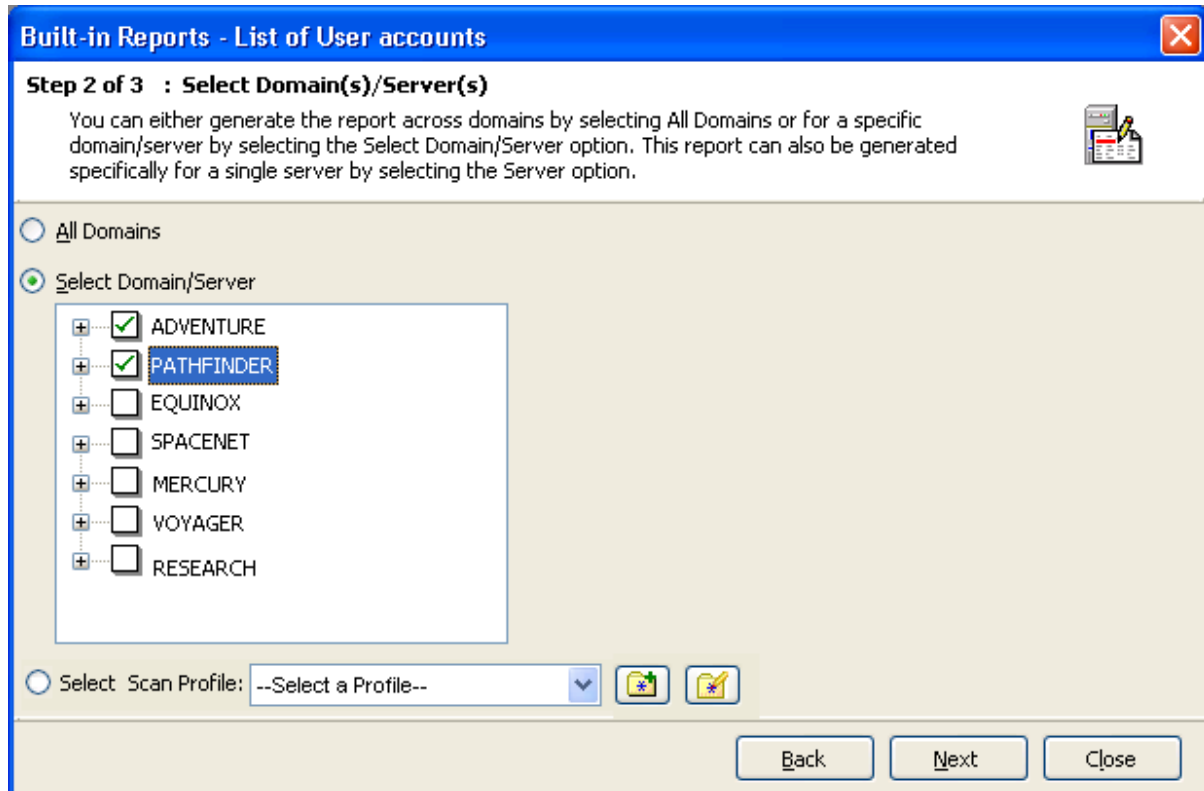 Built-in Reports - List of User accounts
Step 2 of 3 : Select Domain(s)/Server(s)
You can either generate the report across domains by selecting All Domains or for a specific
domain/server by selecting the Select Domain/Server option. This report can also be generated
specifically for a single server by selecting the Server option.
All Domains
Select Domain/Server
ADVENTURE
PATHFINDER
EQUINOX
SPACENET
MERCURY
VOYAGER
RESEARCH
Select Scan Profile: --Select a Profile--
Back Next Close